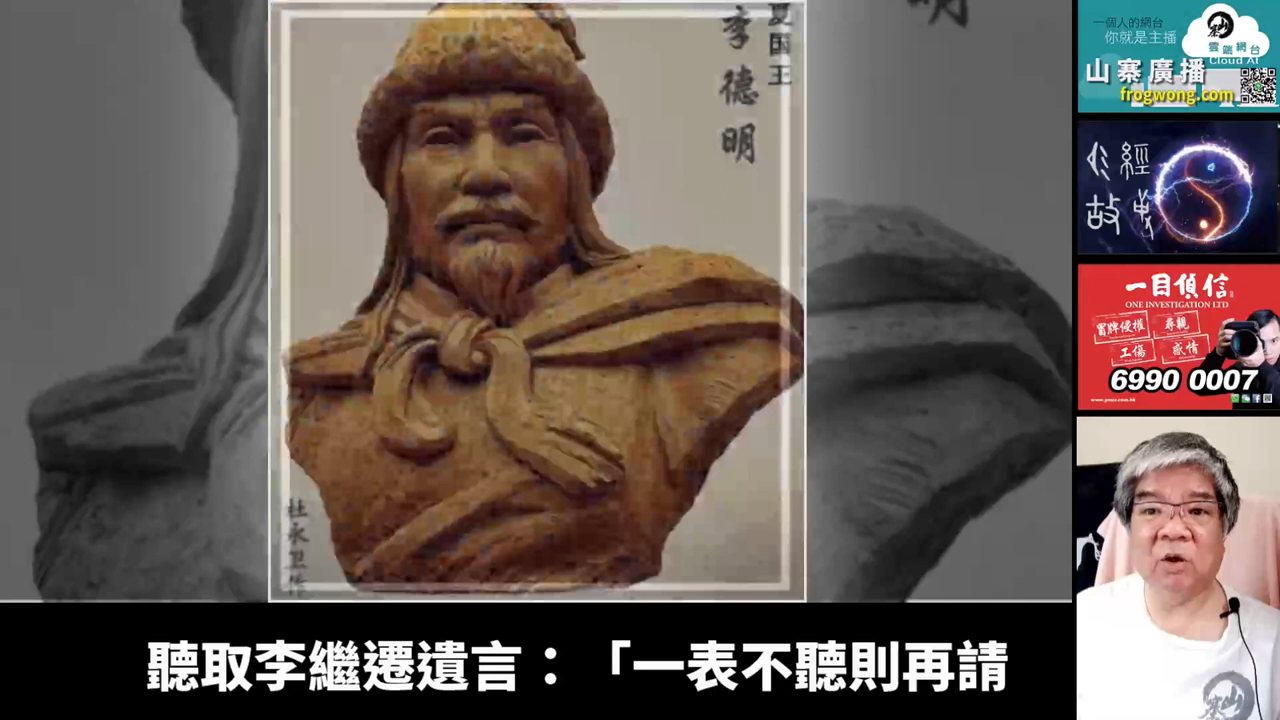 夏国王
李德明
杜永卫作
聽取李繼遷遺言：「一表不聽則再請
一個人的網台
你就是主播
雲端網台
Cloud AI
山寨廣播
frogwong.com
經
故
一目偵信
ONE INVESTIGATION LTD
冒牌侵權
尋親
工傷
感情
6990 0007
明